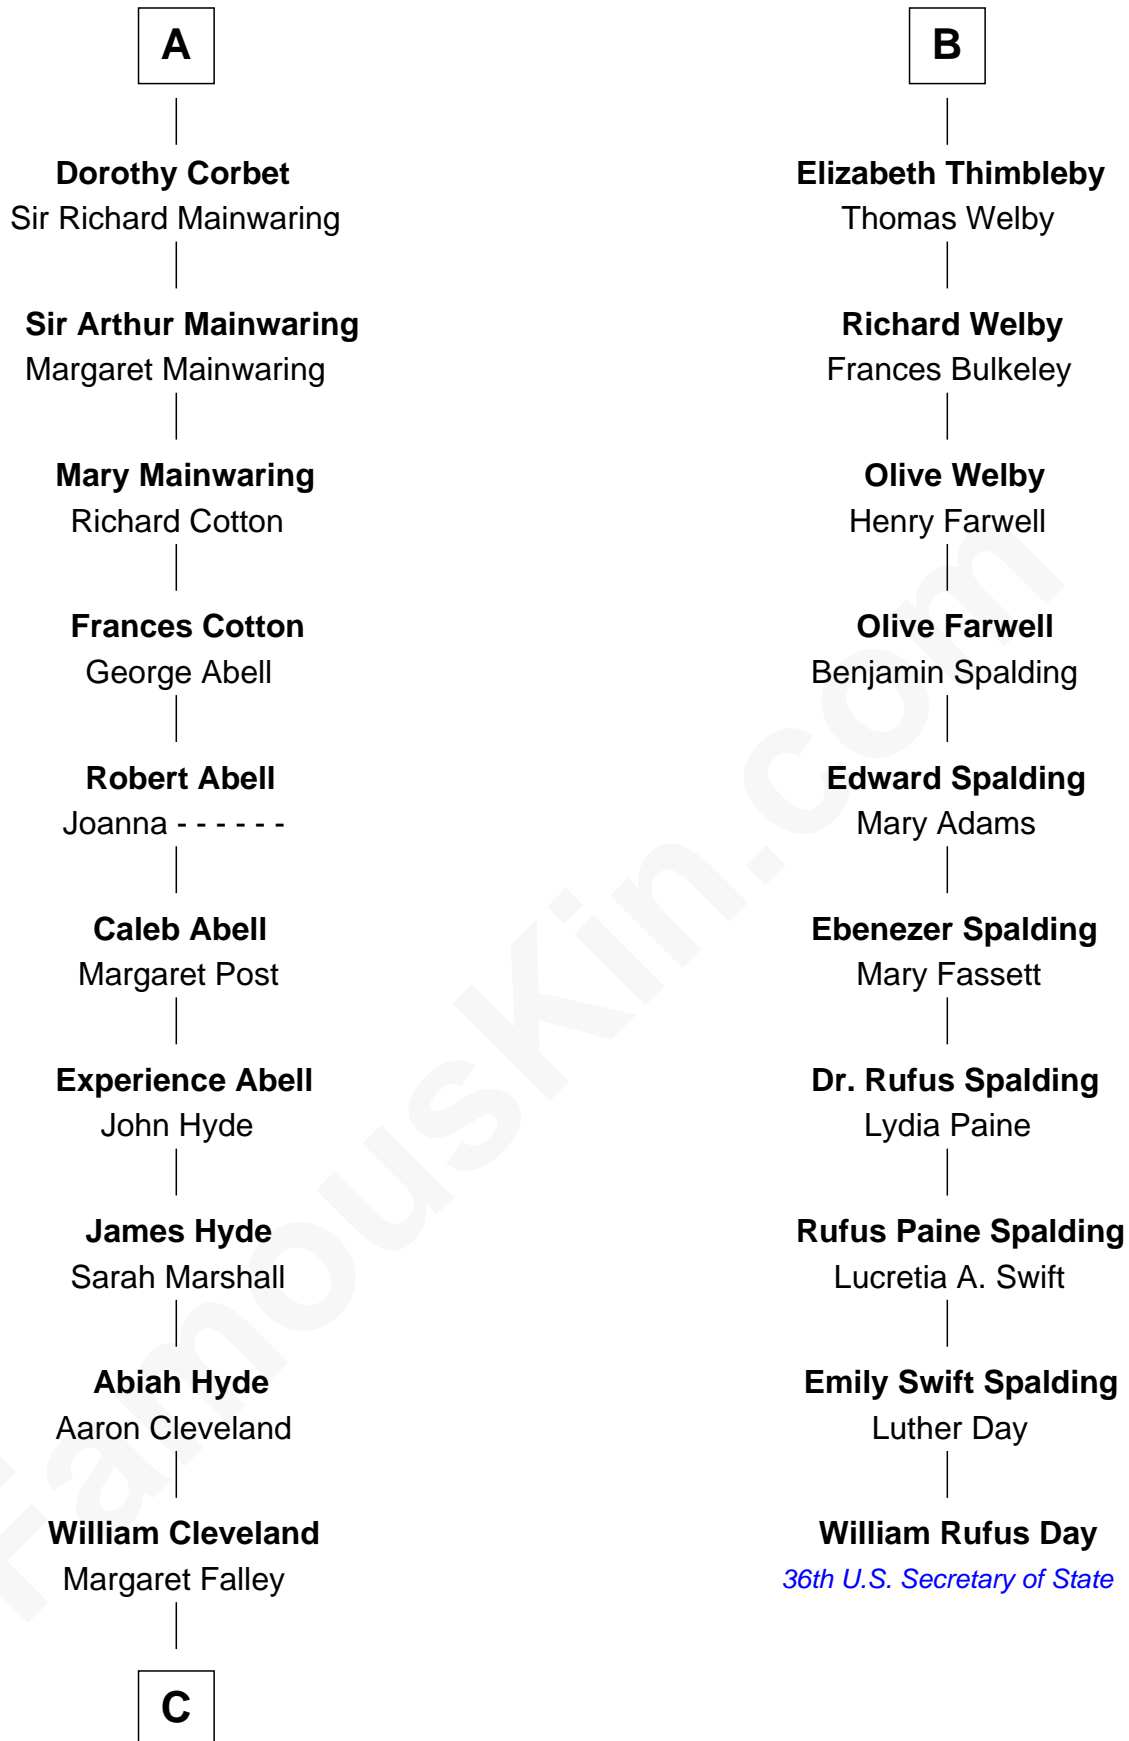 A
Dorothy Corbet
Sir Richard Mainwaring
Sir Arthur Mainwaring
Margaret Mainwaring
Mary Mainwaring
Richard Cotton
Frances Cotton
George Abell
Robert Abell
Joanna - - - - - -
Caleb Abell
Margaret Post
Experience Abell
John Hyde
James Hyde
Sarah Marshall
Abiah Hyde
Aaron Cleveland
William Cleveland
Margaret Falley
C
B
Elizabeth Thimbleby
Thomas Welby
Richard Welby
Frances Bulkeley
Olive Welby
Henry Farwell
Olive Farwell
Benjamin Spalding
Edward Spalding
Mary Adams
Ebenezer Spalding
Mary Fassett
Dr. Rufus Spalding
Lydia Paine
Rufus Paine Spalding
Lucretia A. Swift
Emily Swift Spalding
Luther Day
William Rufus Day
36th U.S. Secretary of State
FamousKin.com